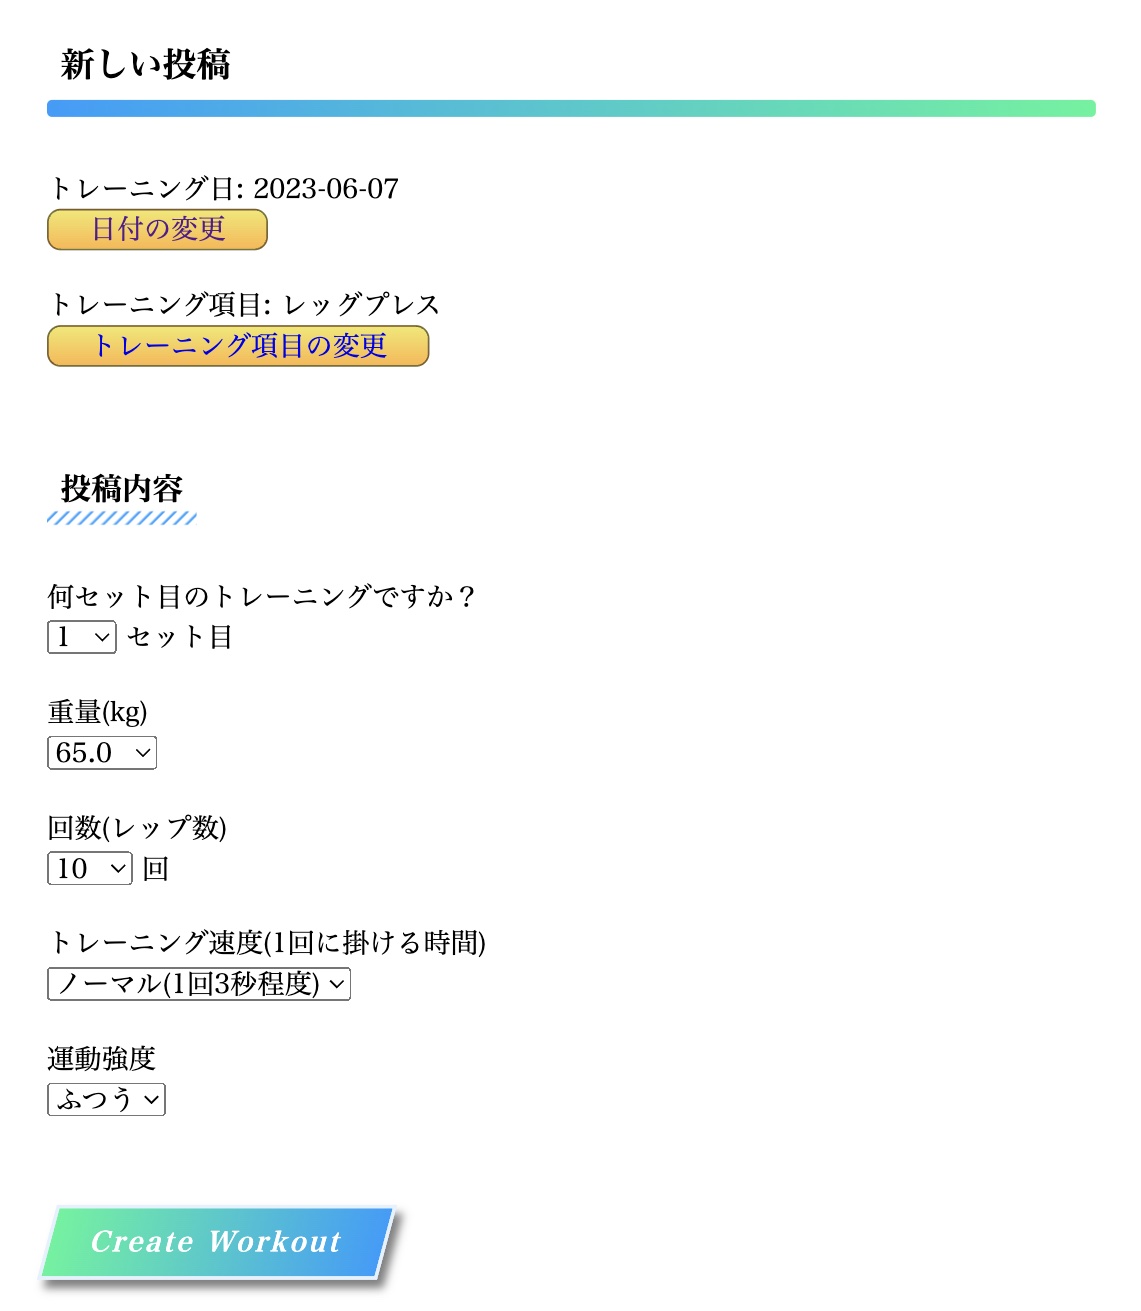 新しい投稿
トレーニング日: 2023-06-07
日付の変更
トレーニング項目: レッグプレス
トレーニング項目の変更
投稿内容
何セット目のトレーニングですか？
1 セット目
重量(kg)
65.0
回数(レップ数)
10 回
トレーニング速度(1回に掛ける時間)
ノーマル(1回3秒程度)
運動強度
ふつう
Create Workout